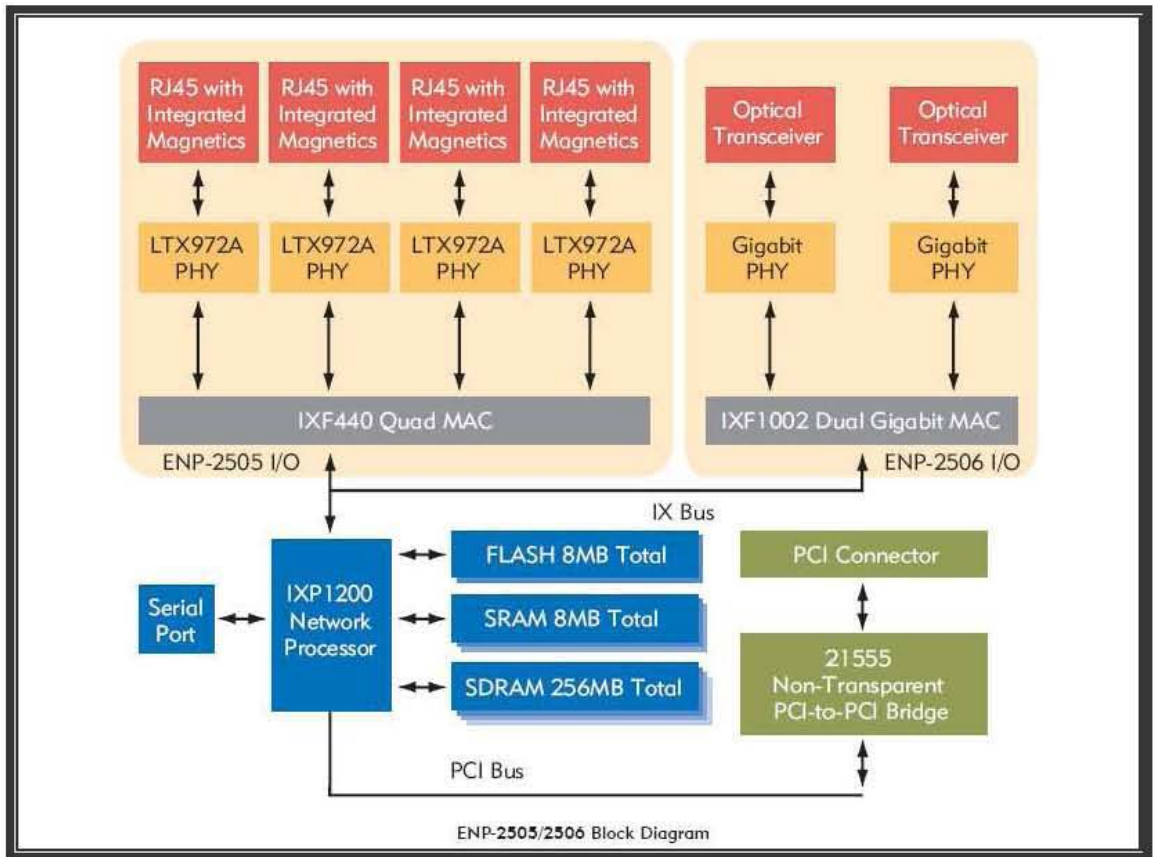 RJ45 with
Integrated
Magnetics
RJ45 with
Integrated
Magnetics
RJ45 with
Integrated
Magnetics
RJ45 with
Integrated
Magnetics
Optical
Transceiver
Optical
Transceiver
LTX972A
PHY
LTX972A
PHY
LTX972A
PHY
LTX972A
PHY
Gigabit
PHY
Gigabit
PHY
IXF440 Quad MAC
IXF1002 Dual Gigabit MAC
ENP-2505 I/O
ENP-2506 I/O
IX Bus
Serial
Port
IXP1200
Network
Processor
FLASH 8MB Total
SRAM 8MB Total
SDRAM 256MB Total
PCI Connector
21555
Non-Transparent
PCI-to-PCI Bridge
PCI Bus
ENP-2505/2506 Block Diagram